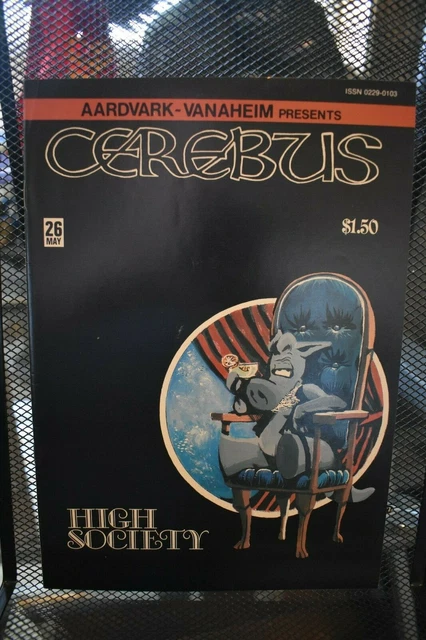 ISSN 0229-0103
AARDVARK-VANAHEIM PRESENTS
CEREBUS
26
MAY
$1.50
HIGH
SOCIETY